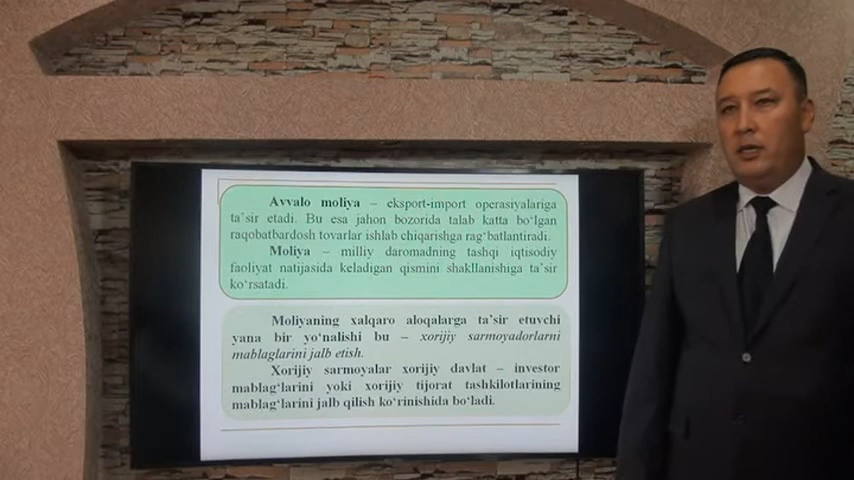 Avvalo moliya – eksport-import operasiyalariga
ta’sir etadi. Bu esa jahon bozorida talab katta bo‘lgan
raqobatbardosh tovarlar ishlab chiqarishga rag‘batlantiradi.
Moliya – milliy daromadning tashqi iqtisodiy
faoliyat natijasida keladigan qismini shakllanishiga ta’sir
ko‘rsatadi.
Moliyaning xalqaro aloqalarga ta’sir etuvchi
yana bir yo‘nalishi bu – xorijiy sarmoyadorlarni
mablaglarini jalb etish.
Xorijiy sarmoyalar xorijiy davlat – investor
mablag‘larini yoki xorijiy tijorat tashkilotlarining
mablag‘larini jalb qilish ko‘rinishida bo‘ladi.